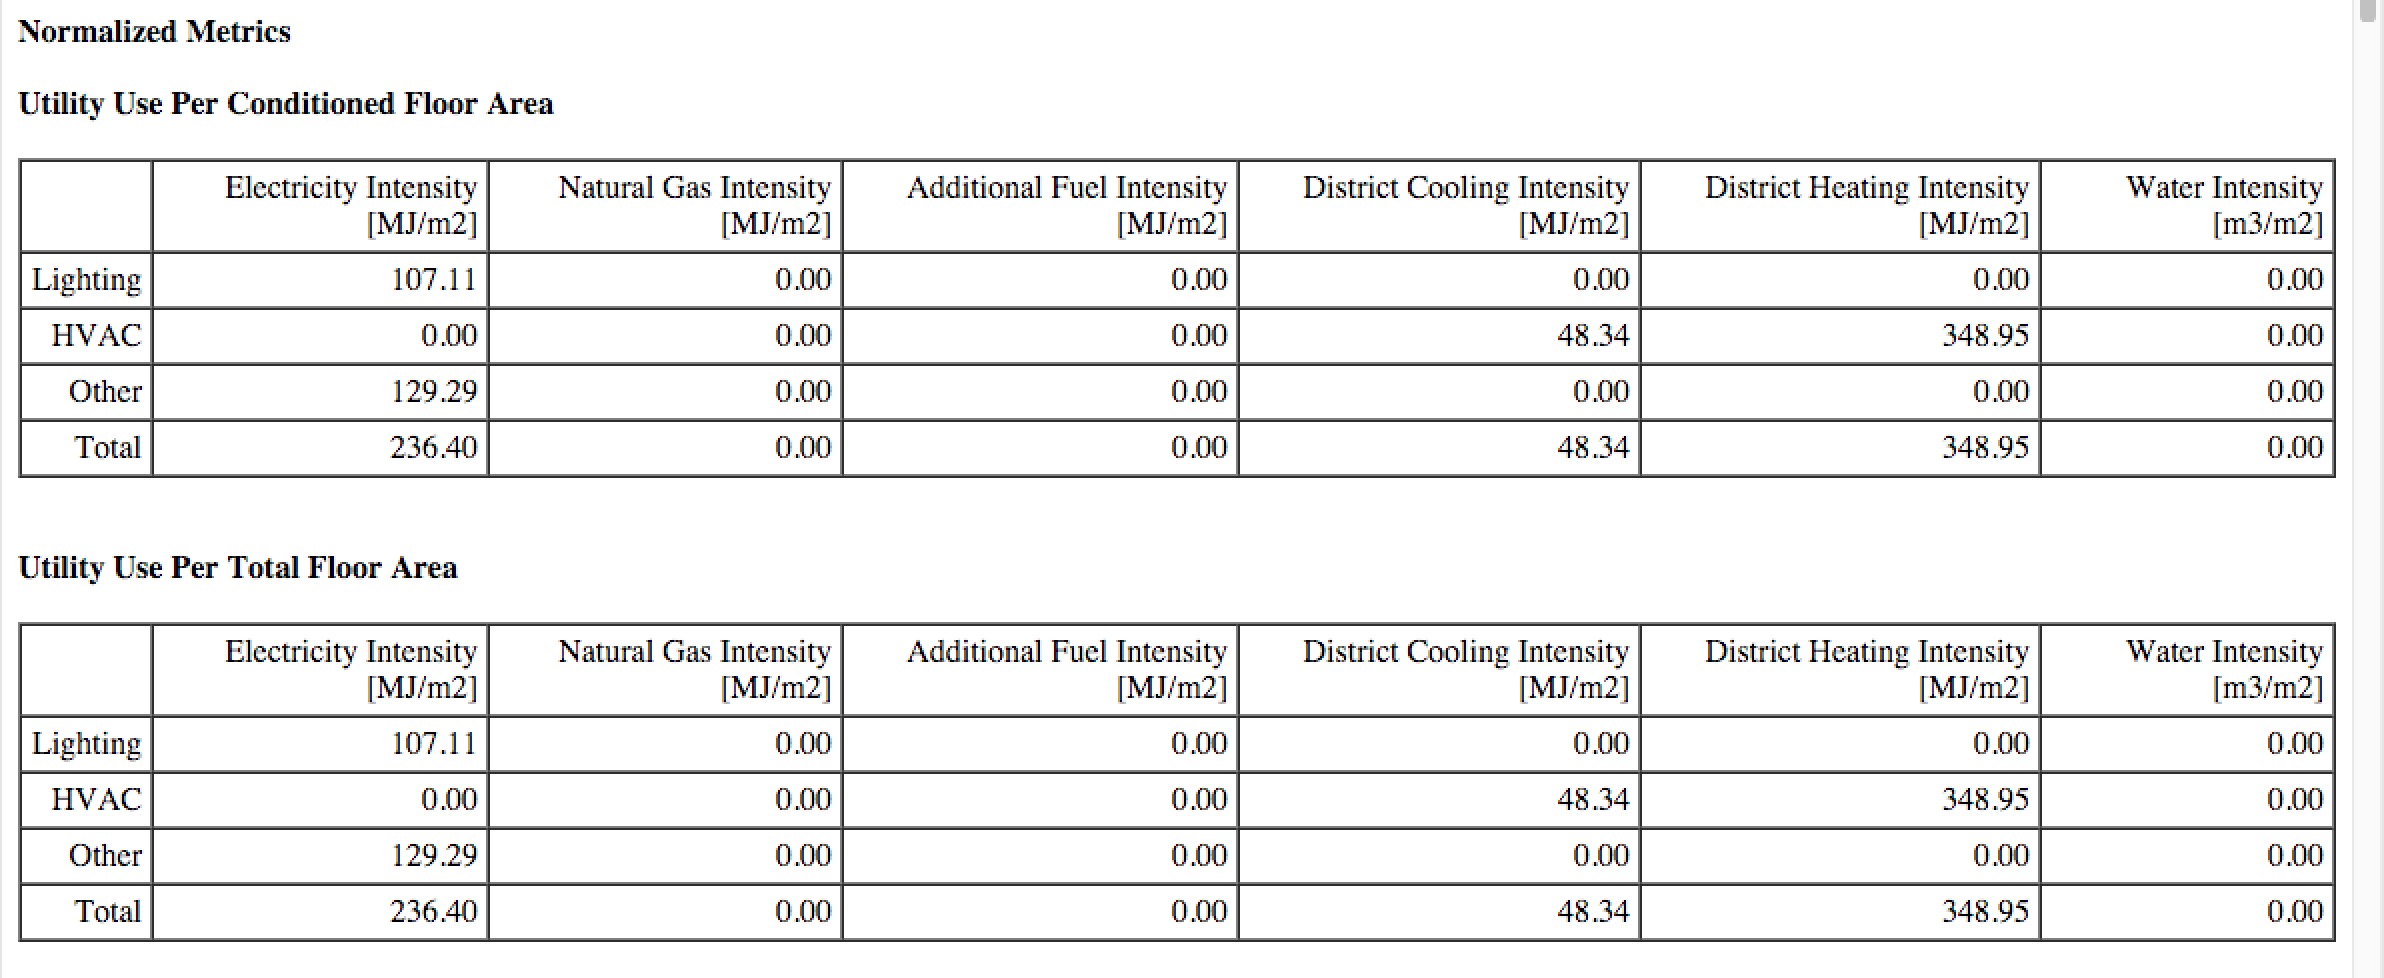 Normalized Metrics
Utility Use Per Conditioned Floor Area
Electricity Intensity Natural Gas Intensity Additional Fuel Intensity District Cooling Intensity District Heating Intensity Water Intensity
[MJ/m2] [MJ/m2] [MJ/m2] [MJ/m2] [MJ/m2] [m3/m2]
Lighting 107.11 0.00 0.00 0.00 0.00 0.00
HVAC 0.00 0.00 0.00 48.34 348.95 0.00
Other 129.29 0.00 0.00 0.00 0.00 0.00
Total 236.40 0.00 0.00 48.34 348.95 0.00
Utility Use Per Total Floor Area
Electricity Intensity Natural Gas Intensity Additional Fuel Intensity District Cooling Intensity District Heating Intensity Water Intensity
[MJ/m2] [MJ/m2] [MJ/m2] [MJ/m2] [MJ/m2] [m3/m2]
Lighting 107.11 0.00 0.00 0.00 0.00 0.00
HVAC 0.00 0.00 0.00 48.34 348.95 0.00
Other 129.29 0.00 0.00 0.00 0.00 0.00
Total 236.40 0.00 0.00 48.34 348.95 0.00